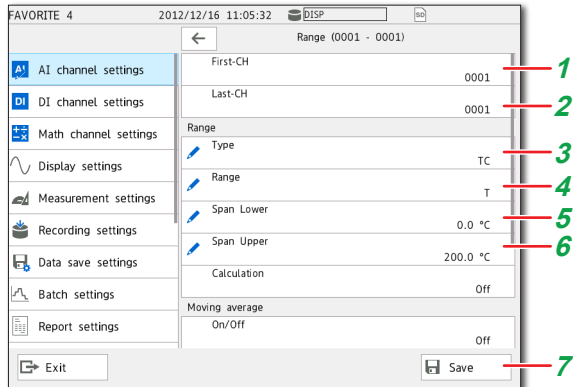 FAVORITE 4 2012/12/16 11:05:32 DISP SD
Range (0001 - 0001)
AI AI channel settings
DI DI channel settings
Math channel settings
Display settings
Measurement settings
Recording settings
Data save settings
Batch settings
Report settings
First-CH
0001
1
Last-CH
0001
2
Range
Type
TC
3
Range
T
4
Span Lower
0.0 °C
5
Span Upper
200.0 °C
6
Calculation
Off
Moving average
On/Off
Off
Exit
Save
7